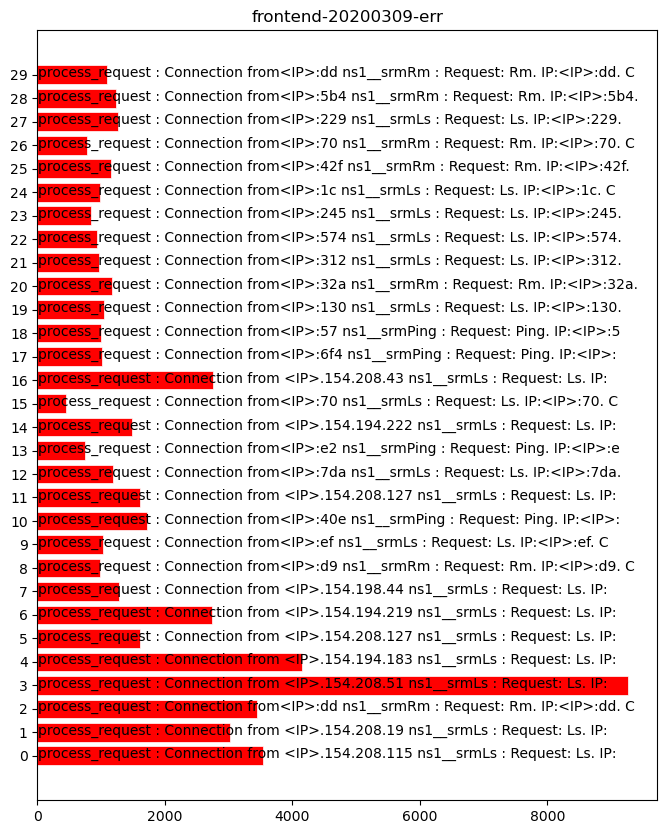 frontend-20200309-err
29 process_request : Connection from<IP>:dd ns1__srmRm : Request: Rm. IP:<IP>:dd. C
28 process_request : Connection from<IP>:5b4 ns1__srmRm : Request: Rm. IP:<IP>:5b4.
27 process_request : Connection from<IP>:229 ns1__srmLs : Request: Ls. IP:<IP>:229.
26 process_request : Connection from<IP>:70 ns1__srmRm : Request: Rm. IP:<IP>:70. C
25 process_request : Connection from<IP>:42f ns1__srmRm : Request: Rm. IP:<IP>:42f.
24 process_request : Connection from<IP>:1c ns1__srmLs : Request: Ls. IP:<IP>:1c. C
23 process_request : Connection from<IP>:245 ns1__srmLs : Request: Ls. IP:<IP>:245.
22 process_request : Connection from<IP>:574 ns1__srmLs : Request: Ls. IP:<IP>:574.
21 process_request : Connection from<IP>:312 ns1__srmLs : Request: Ls. IP:<IP>:312.
20 process_request : Connection from<IP>:32a ns1__srmRm : Request: Rm. IP:<IP>:32a.
19 process_request : Connection from<IP>:130 ns1__srmLs : Request: Ls. IP:<IP>:130.
18 process_request : Connection from<IP>:57 ns1__srmPing : Request: Ping. IP:<IP>:5
17 process_request : Connection from<IP>:6f4 ns1__srmPing : Request: Ping. IP:<IP>:
16 process_request : Connection from <IP>.154.208.43 ns1__srmLs : Request: Ls. IP:
15 process_request : Connection from<IP>:70 ns1__srmLs : Request: Ls. IP:<IP>:70. C
14 process_request : Connection from <IP>.154.194.222 ns1__srmLs : Request: Ls. IP:
13 process_request : Connection from<IP>:e2 ns1__srmPing : Request: Ping. IP:<IP>:e
12 process_request : Connection from<IP>:7da ns1__srmLs : Request: Ls. IP:<IP>:7da.
11 process_request : Connection from <IP>.154.208.127 ns1__srmLs : Request: Ls. IP:
10 process_request : Connection from<IP>:40e ns1__srmPing : Request: Ping. IP:<IP>:
9 process_request : Connection from<IP>:ef ns1__srmLs : Request: Ls. IP:<IP>:ef. C
8 process_request : Connection from<IP>:d9 ns1__srmRm : Request: Rm. IP:<IP>:d9. C
7 process_request : Connection from <IP>.154.198.44 ns1__srmLs : Request: Ls. IP:
6 process_request : Connection from <IP>.154.194.219 ns1__srmLs : Request: Ls. IP:
5 process_request : Connection from <IP>.154.208.127 ns1__srmLs : Request: Ls. IP:
4 process_request : Connection from <IP>.154.194.183 ns1__srmLs : Request: Ls. IP:
3 process_request : Connection from <IP>.154.208.51 ns1__srmLs : Request: Ls. IP:
2 process_request : Connection from<IP>:dd ns1__srmRm : Request: Rm. IP:<IP>:dd. C
1 process_request : Connection from <IP>.154.208.19 ns1__srmLs : Request: Ls. IP:
0 process_request : Connection from <IP>.154.208.115 ns1__srmLs : Request: Ls. IP:
0 2000 4000 6000 8000